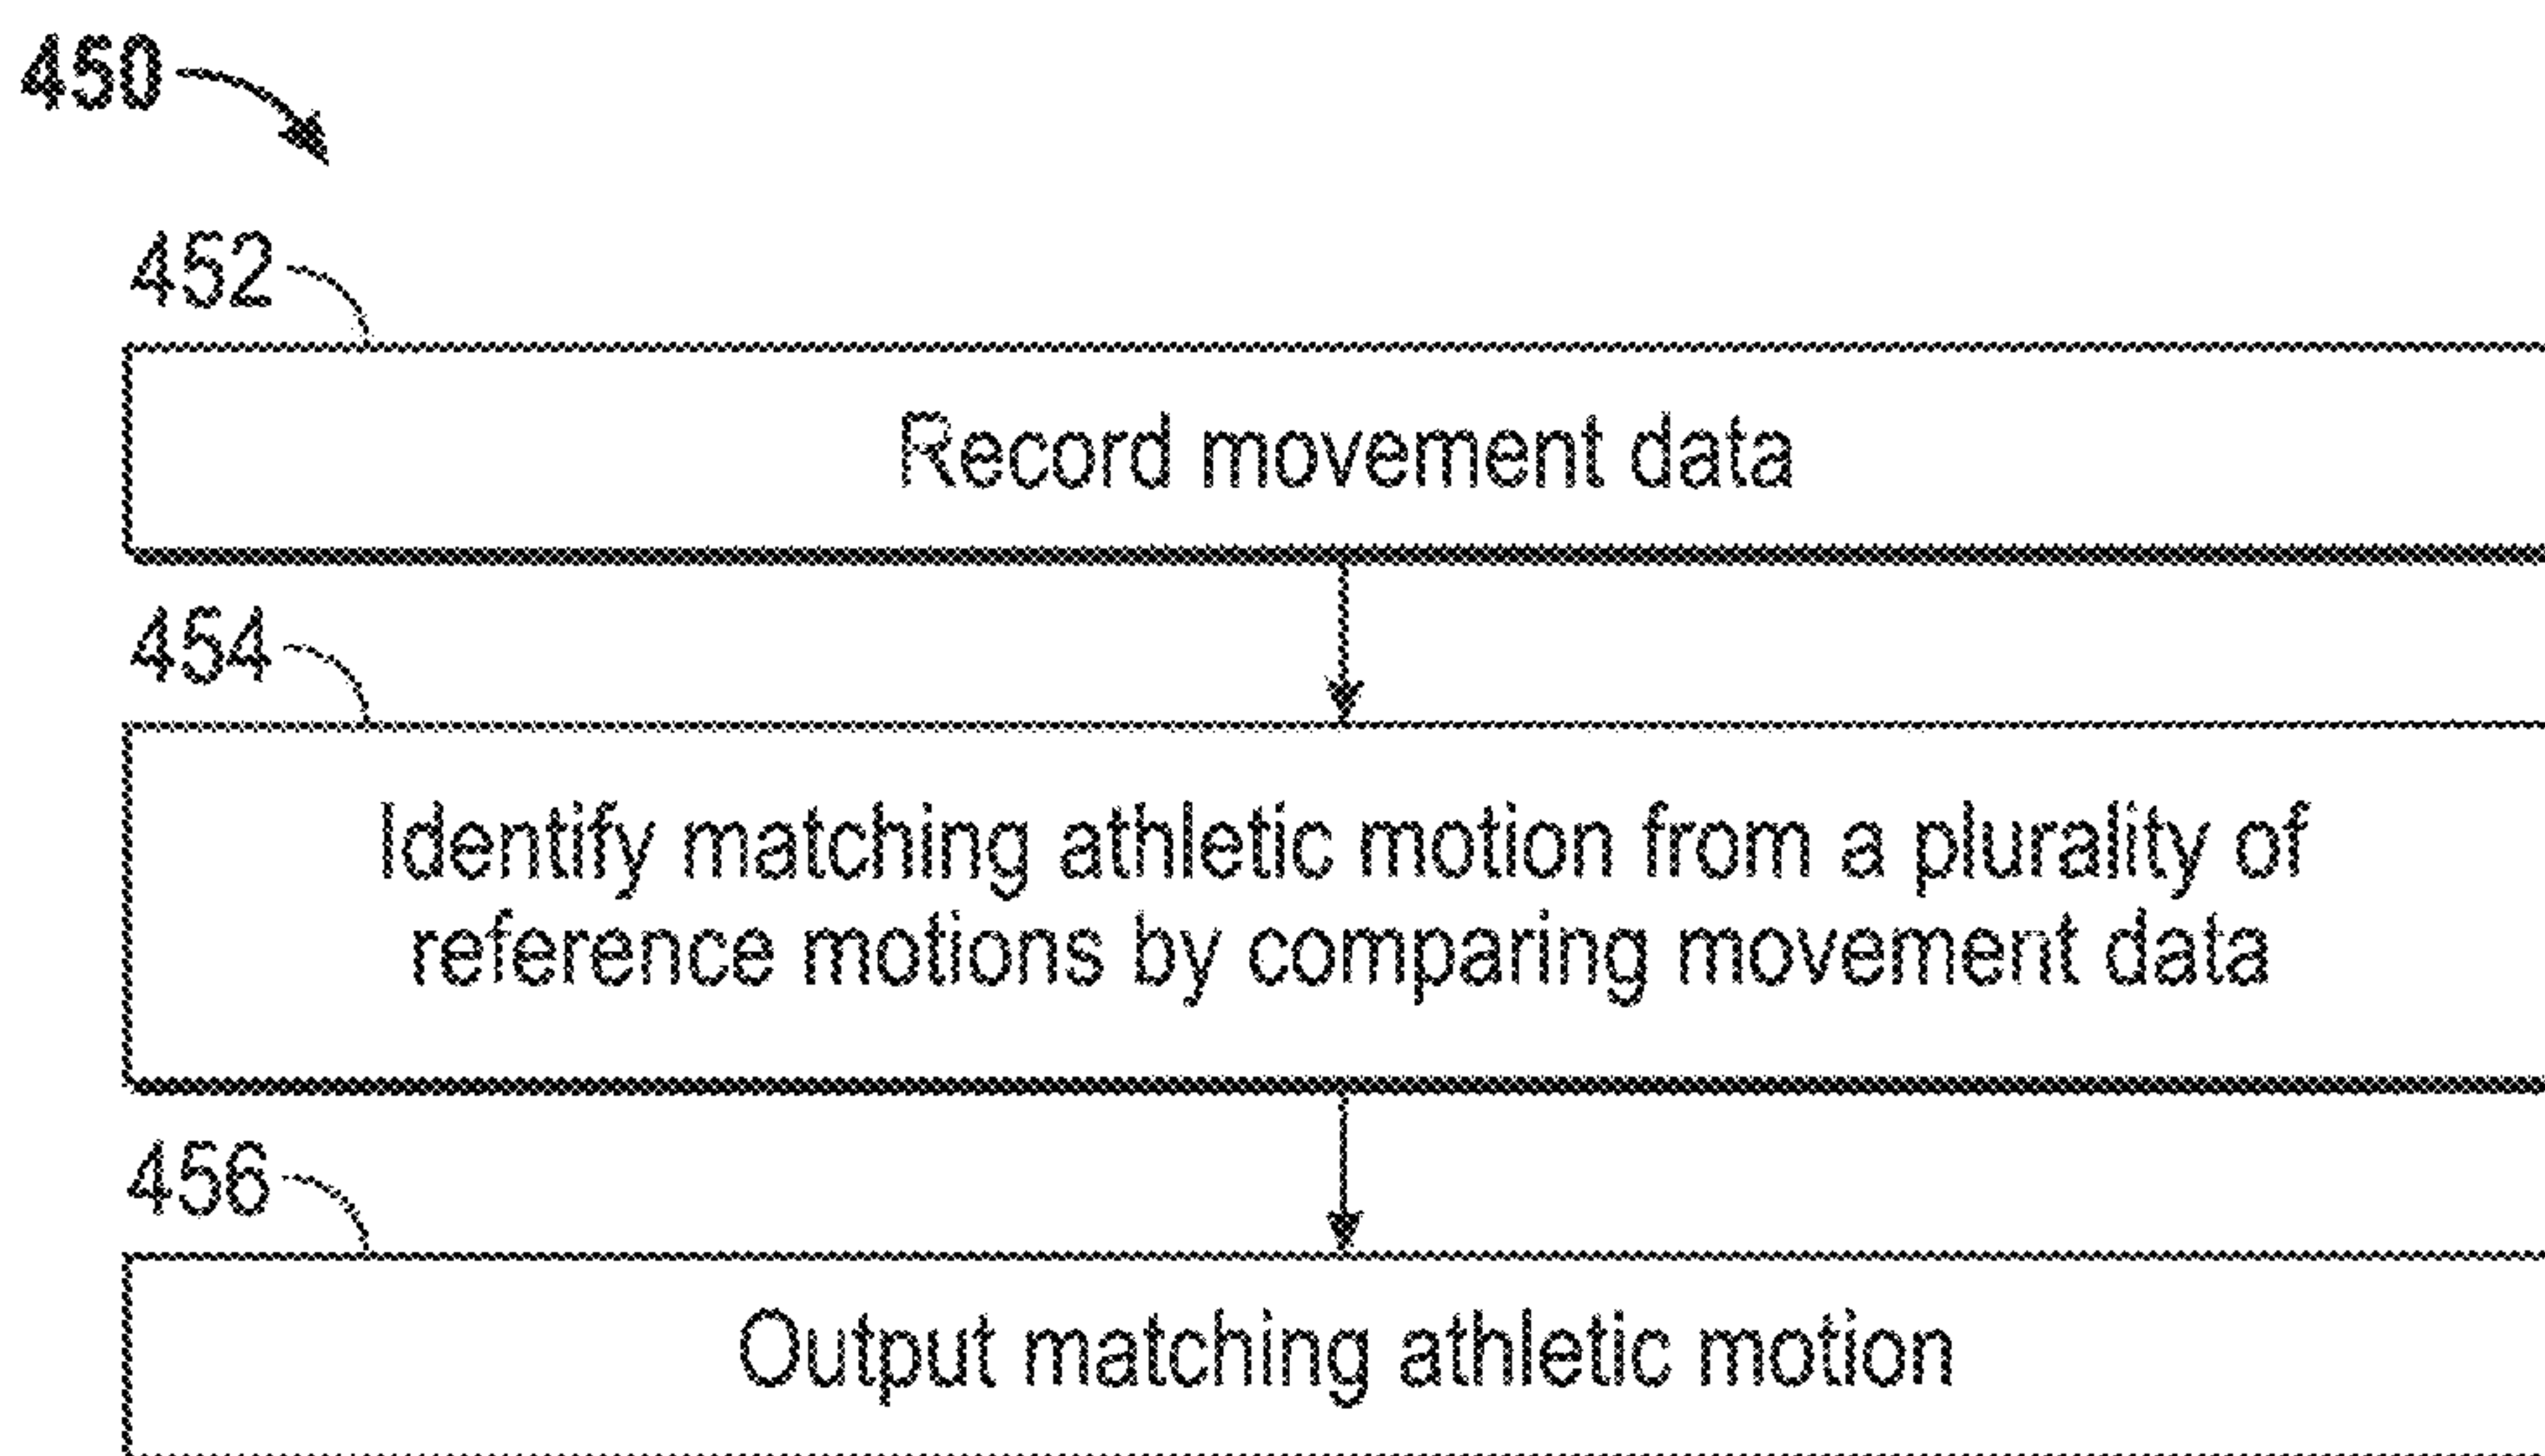 450
452
Record movement data
454
Identify matching athletic motion from a plurality of
reference motions by comparing movement data
456
Output matching athletic motion